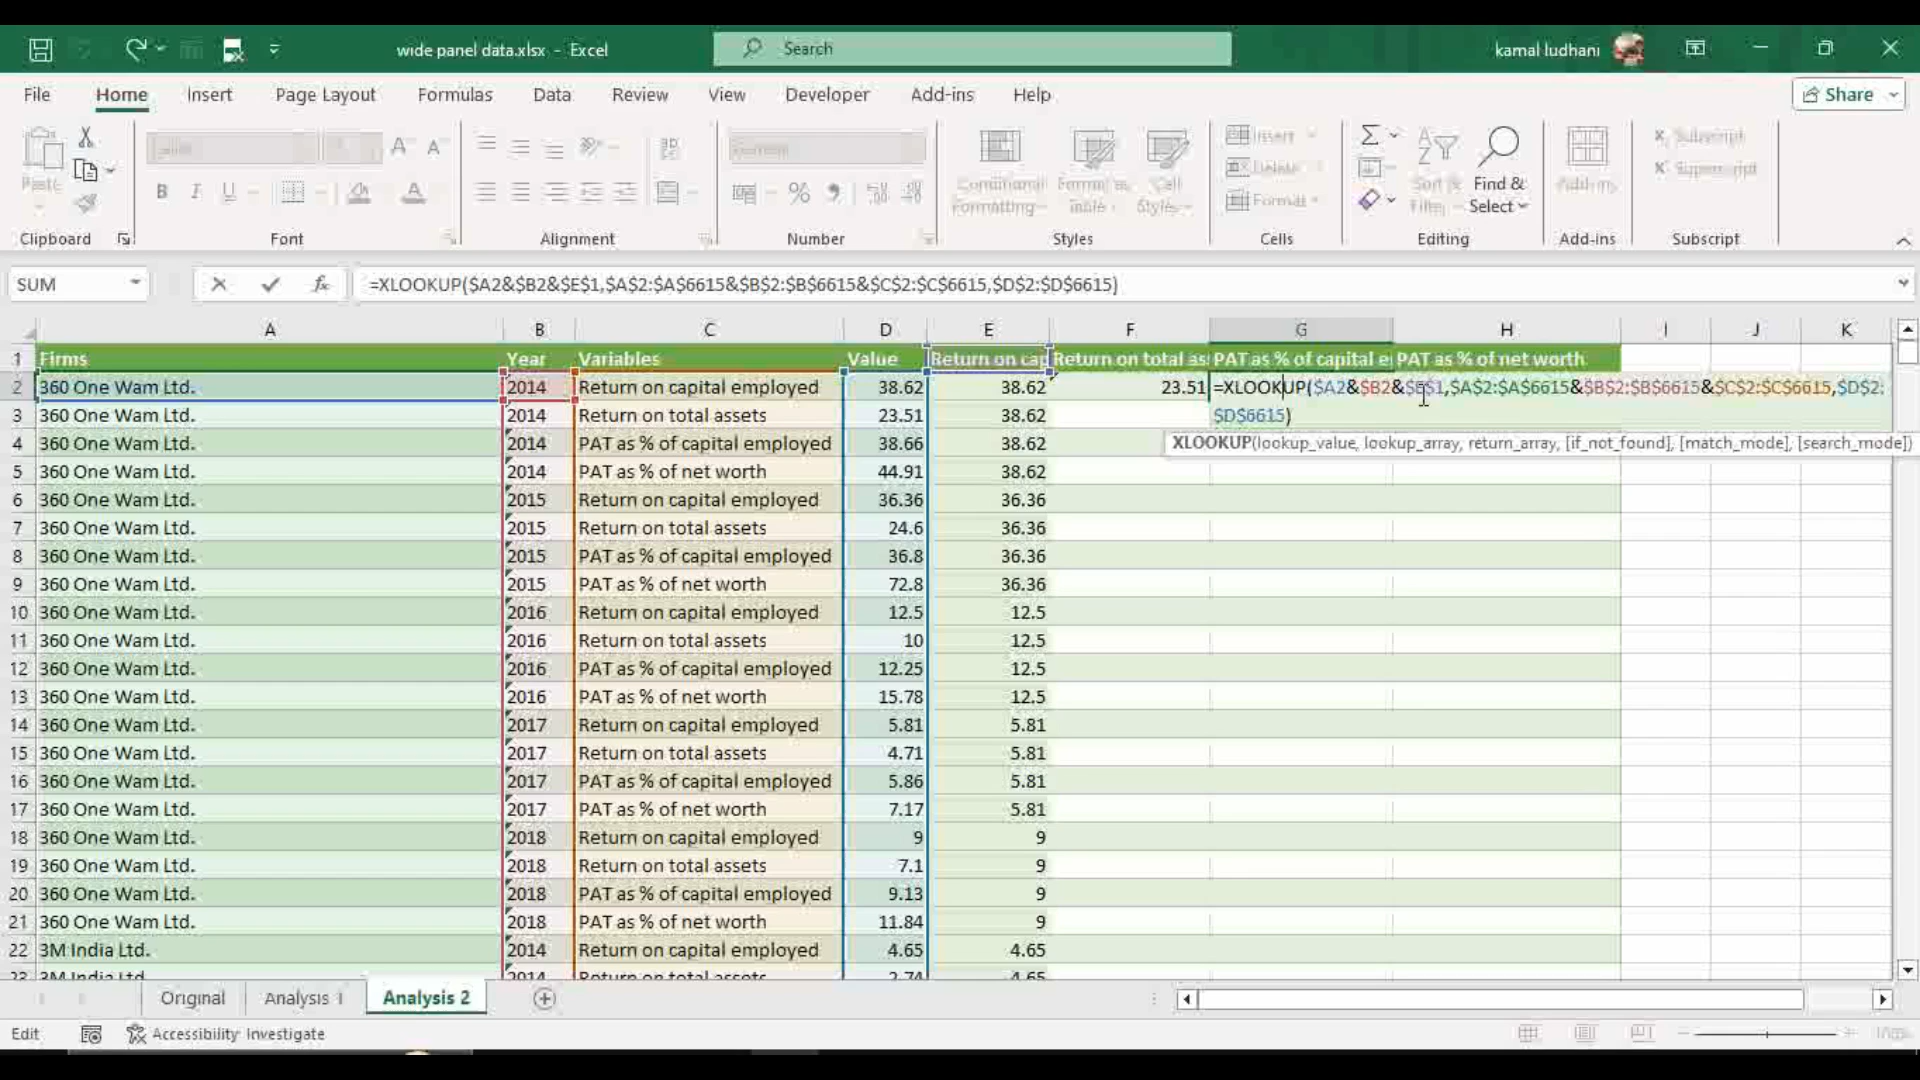 wide panel data.xlsx - Excel
Search
kamal ludhani
File Home Insert Page Layout Formulas Data Review View Developer Add-ins Help
Share
Paste
Conditional Formatting
Format as Table
Cell Styles
Insert
Delete
Format
Sort & Filter
Find & Select
Add-ins
Subscript
Superscript
Clipboard Font Alignment Number Styles Cells Editing Add-ins Subscript
SUM
=XLOOKUP($A2&$B2&$E$1,$A$2:$A$6615&$B$2:$B$6615&$C$2:$C$6615,$D$2:$D$6615)
A B C D E F G H I J K
1 Firms Year Variables Value Return on cap Return on total as PAT as % of capital e PAT as % of net worth
2 360 One Wam Ltd. 2014 Return on capital employed 38.62 38.62 23.51 =XLOOKUP($A2&$B2&$E$1,$A$2:$A$6615&$B$2:$B$6615&$C$2:$C$6615,$D$2:
3 360 One Wam Ltd. 2014 Return on total assets 23.51 38.62 $D$6615)
4 360 One Wam Ltd. 2014 PAT as % of capital employed 38.66 38.62 XLOOKUP(lookup_value, lookup_array, return_array, [if_not_found], [match_mode], [search_mode])
5 360 One Wam Ltd. 2014 PAT as % of net worth 44.91 38.62
6 360 One Wam Ltd. 2015 Return on capital employed 36.36 36.36
7 360 One Wam Ltd. 2015 Return on total assets 24.6 36.36
8 360 One Wam Ltd. 2015 PAT as % of capital employed 36.8 36.36
9 360 One Wam Ltd. 2015 PAT as % of net worth 72.8 36.36
10 360 One Wam Ltd. 2016 Return on capital employed 12.5 12.5
11 360 One Wam Ltd. 2016 Return on total assets 10 12.5
12 360 One Wam Ltd. 2016 PAT as % of capital employed 12.25 12.5
13 360 One Wam Ltd. 2016 PAT as % of net worth 15.78 12.5
14 360 One Wam Ltd. 2017 Return on capital employed 5.81 5.81
15 360 One Wam Ltd. 2017 Return on total assets 4.71 5.81
16 360 One Wam Ltd. 2017 PAT as % of capital employed 5.86 5.81
17 360 One Wam Ltd. 2017 PAT as % of net worth 7.17 5.81
18 360 One Wam Ltd. 2018 Return on capital employed 9 9
19 360 One Wam Ltd. 2018 Return on total assets 7.1 9
20 360 One Wam Ltd. 2018 PAT as % of capital employed 9.13 9
21 360 One Wam Ltd. 2018 PAT as % of net worth 11.84 9
22 3M India Ltd. 2014 Return on capital employed 4.65 4.65
23 3M India Ltd. 2014 Return on total assets 2.74 4.65
Original Analysis 1 Analysis 2
Edit Accessibility: Investigate